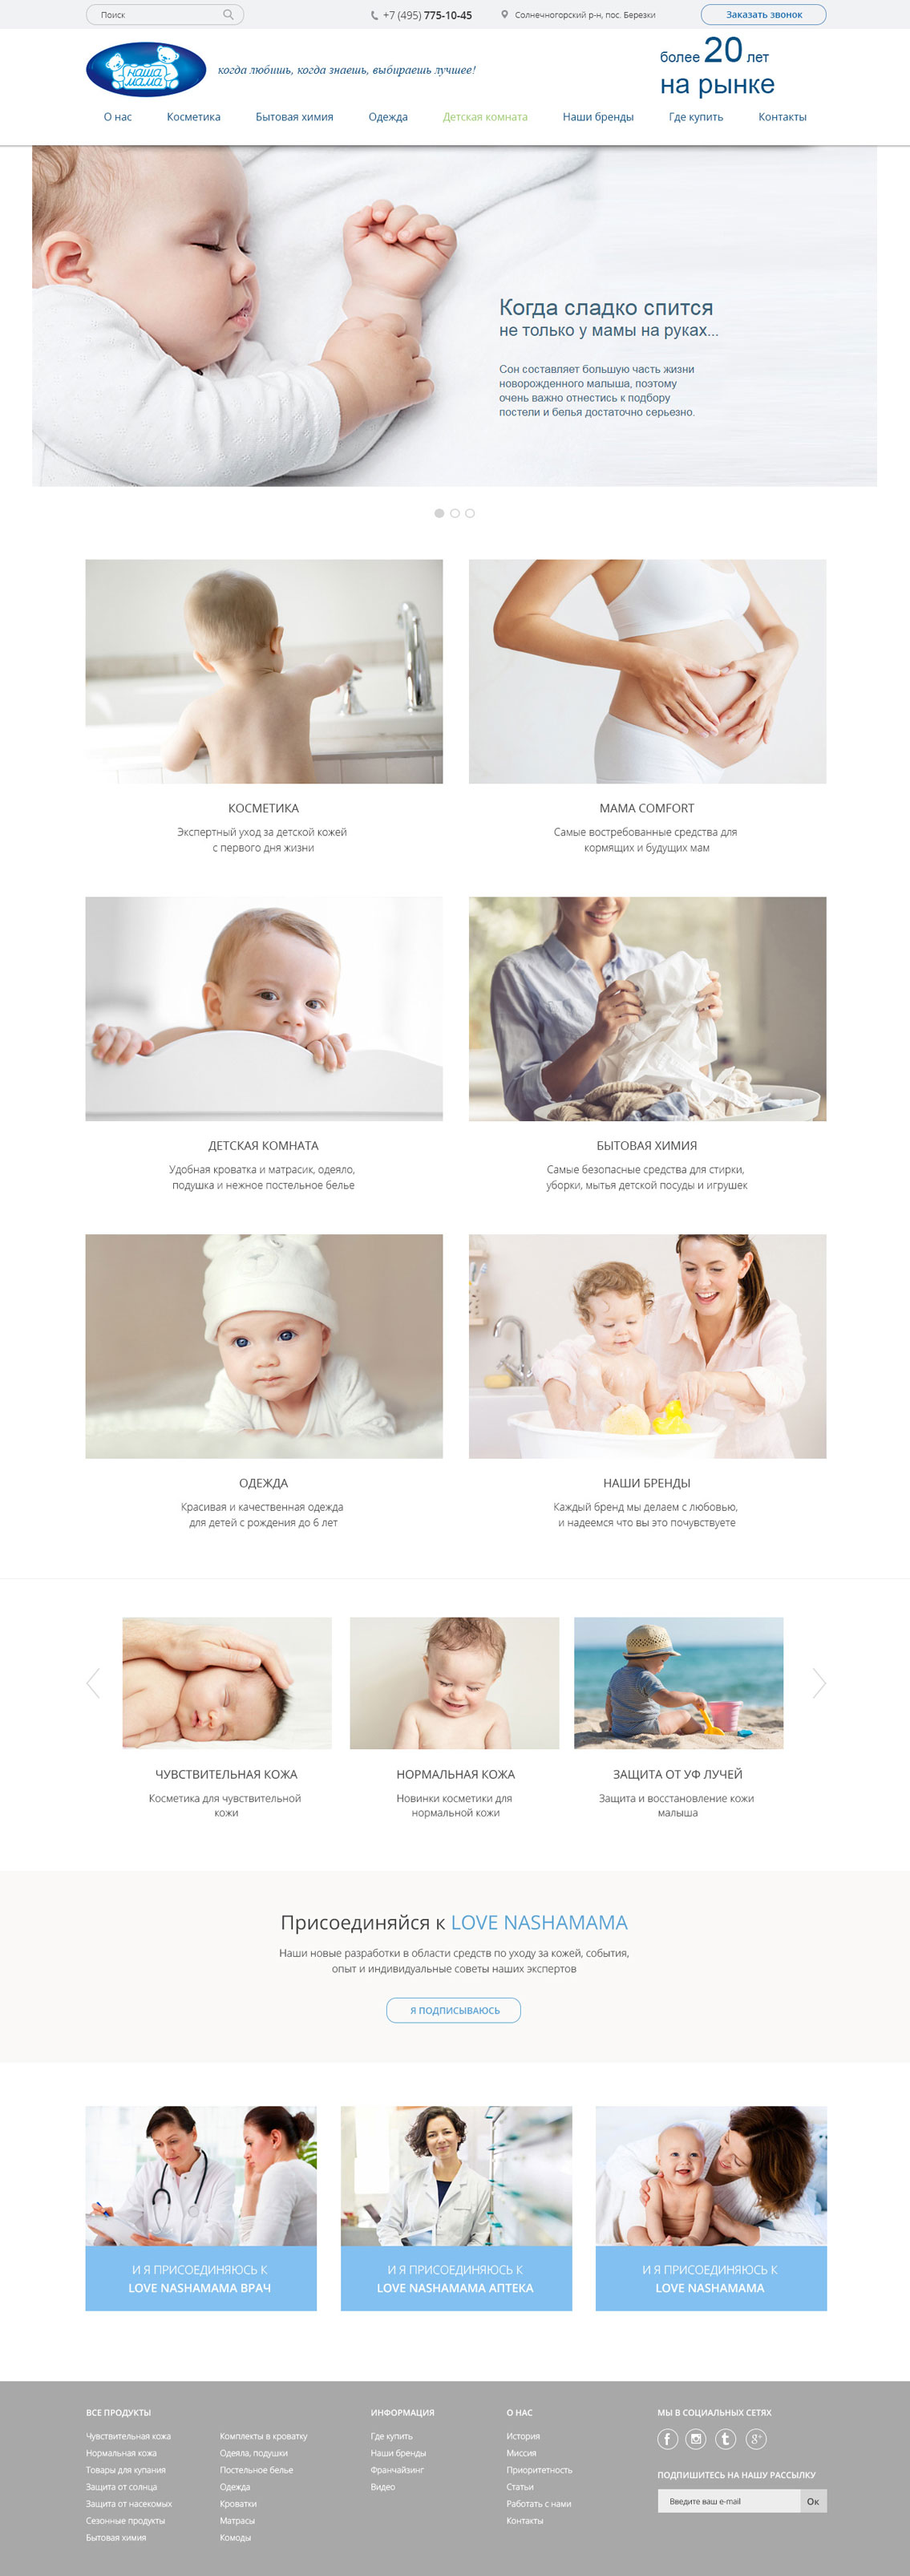 Поиск
+7 (495) 775-10-45
Солнечногорский р-н, пос. Березки
Заказать звонок
наша
мама
когда любишь, когда знаешь, выбираешь лучшее!
более 20 лет
на рынке
О нас
Косметика
Бытовая химия
Одежда
Детская комната
Наши бренды
Где купить
Контакты
Когда сладко спится
не только у мамы на руках...
Сон составляет большую часть жизни
новорожденного малыша, поэтому
очень важно отнестись к подбору
постели и белья достаточно серьезно.
КОСМЕТИКА
Экспертный уход за детской кожей
с первого дня жизни
MAMA COMFORT
Самые востребованные средства для
кормящих и будущих мам
ДЕТСКАЯ КОМНАТА
Удобная кроватка и матрасик, одеяло,
подушка и нежное постельное белье
БЫТОВАЯ ХИМИЯ
Самые безопасные средства для стирки,
уборки, мытья детской посуды и игрушек
ОДЕЖДА
Красивая и качественная одежда
для детей с рождения до 6 лет
НАШИ БРЕНДЫ
Каждый бренд мы делаем с любовью,
и надеемся что вы это почувствуете
ЧУВСТВИТЕЛЬНАЯ КОЖА
Косметика для чувствительной
кожи
НОРМАЛЬНАЯ КОЖА
Новинки косметики для
нормальной кожи
ЗАЩИТА ОТ УФ ЛУЧЕЙ
Защита и восстановление кожи
малыша
Присоединяйся к LOVE NASHAMAMA
Наши новые разработки в области средств по уходу за кожей, события,
опыт и индивидуальные советы наших экспертов
Я ПОДПИСЫВАЮСЬ
И Я ПРИСОЕДИНЯЮСЬ К
LOVE NASHAMAMA ВРАЧ
И Я ПРИСОЕДИНЯЮСЬ К
LOVE NASHAMAMA АПТЕКА
И Я ПРИСОЕДИНЯЮСЬ К
LOVE NASHAMAMA
ВСЕ ПРОДУКТЫ
Чувствительная кожа
Нормальная кожа
Товары для купания
Защита от солнца
Защита от насекомых
Сезонные продукты
Бытовая химия
Комплекты в кроватку
Одеяла, подушки
Постельное белье
Одежда
Кроватки
Матрасы
Комоды
ИНФОРМАЦИЯ
Где купить
Наши бренды
Франчайзинг
Видео
О НАС
История
Миссия
Приоритетность
Статьи
Работать с нами
Контакты
МЫ В СОЦИАЛЬНЫХ СЕТЯХ
f
t
g+
ПОДПИШИТЕСЬ НА НАШУ РАССЫЛКУ
Введите ваш e-mail
Ок